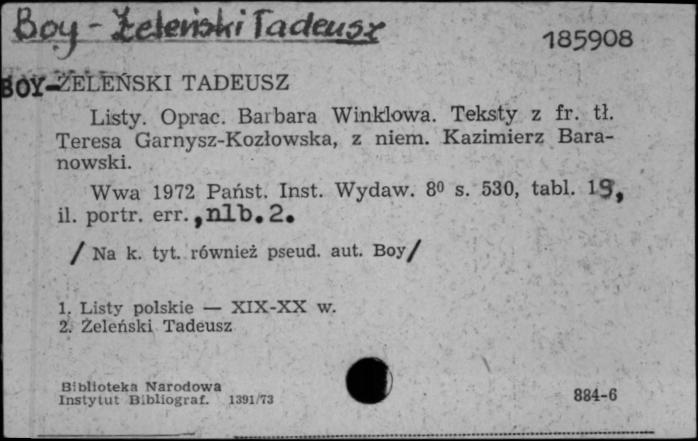 Boy - Żeleński Tadeusz
185908
BOY-ŻELEŃSKI TADEUSZ
Listy. Oprac. Barbara Winklowa. Teksty z fr. tł.
Teresa Garnysz-Kozłowska, z niem. Kazimierz Bara-
nowski.
Wwa 1972 Państ. Inst. Wydaw. 8⁰ s. 530, tabl. 19,
il. portr. err., nlb. 2.
/ Na k. tyt. również pseud. aut. Boy /
1. Listy polskie — XIX-XX w.
2. Żeleński Tadeusz
Biblioteka Narodowa
Instytut Bibliograf. 1391/73
884-6